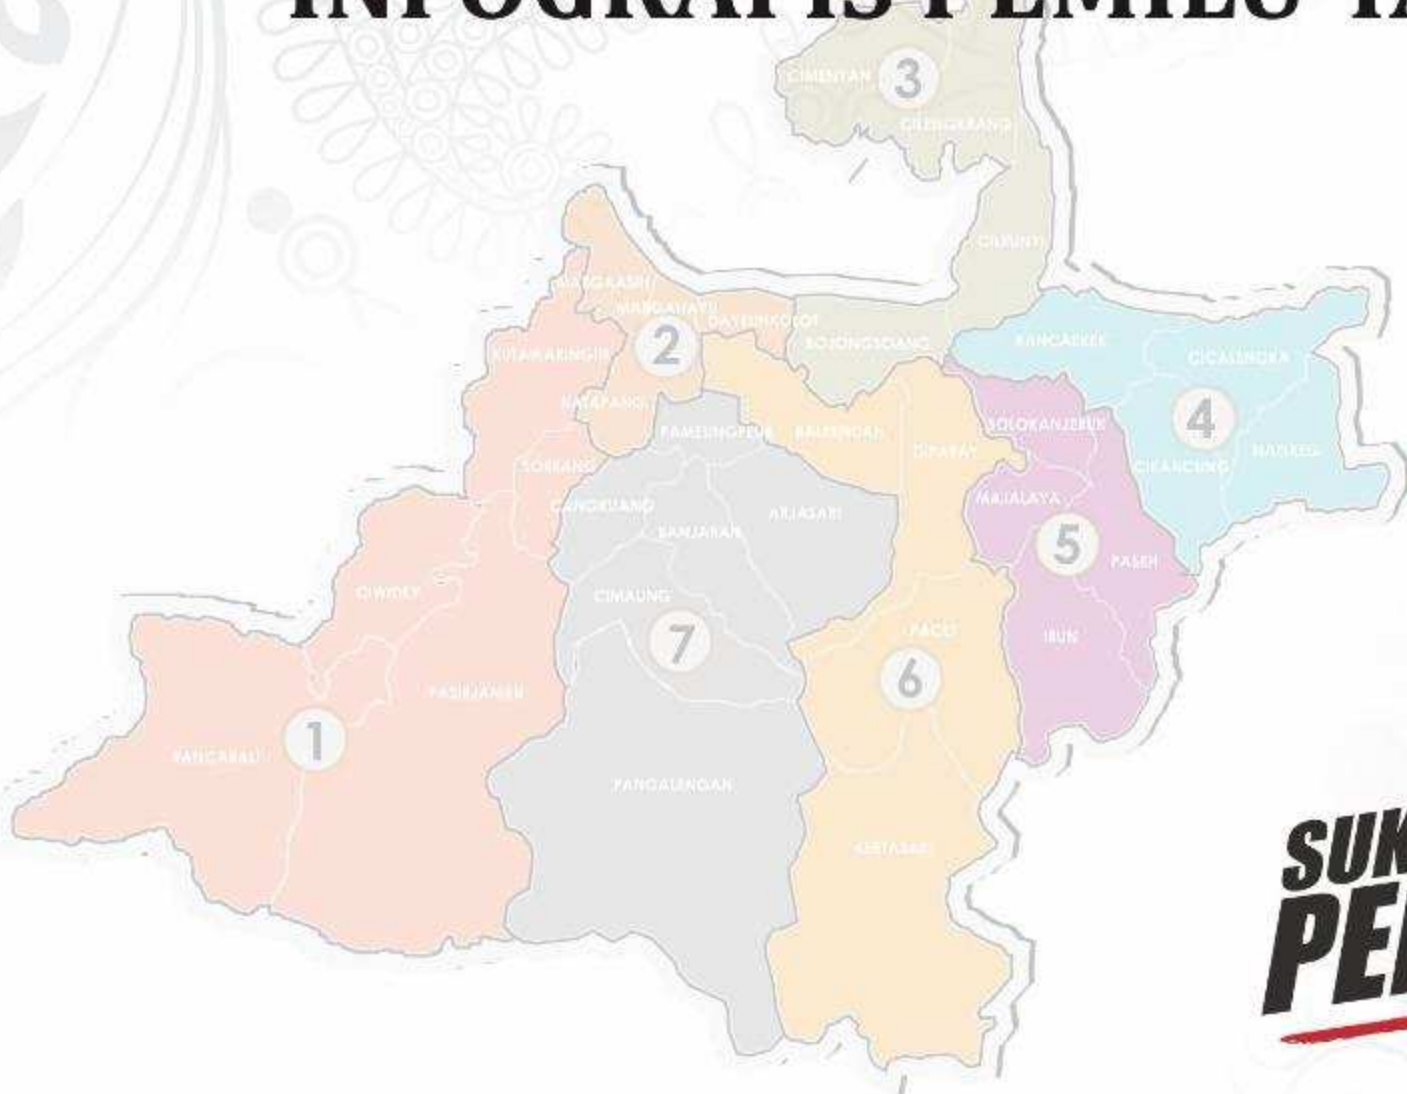 INFOGRAFIS PEMILU TA
CIMENYAN
3
CILENGKRANG
CILEUNYI
MARGAASIH
MARGAHAYU
DAYEUHKOLOT
BOJONGSOANG
RANCAEKEK
CICALENGKA
KUTAWARINGIN
2
KATAPANG
PAMEUNGPEUK
BALEENDAH
CIPARAY
SOLOKANJERUK
4
NAGREG
SOREANG
CIKANCUNG
CANGKUANG
BANJARAN
ARJASARI
MAJALAYA
5
PASEH
CIWIDEY
CIMAUNG
7
PACET
IBUN
6
PASIRJAMBU
1
RANCABALI
PANGALENGAN
KERTASARI
SUK
PE